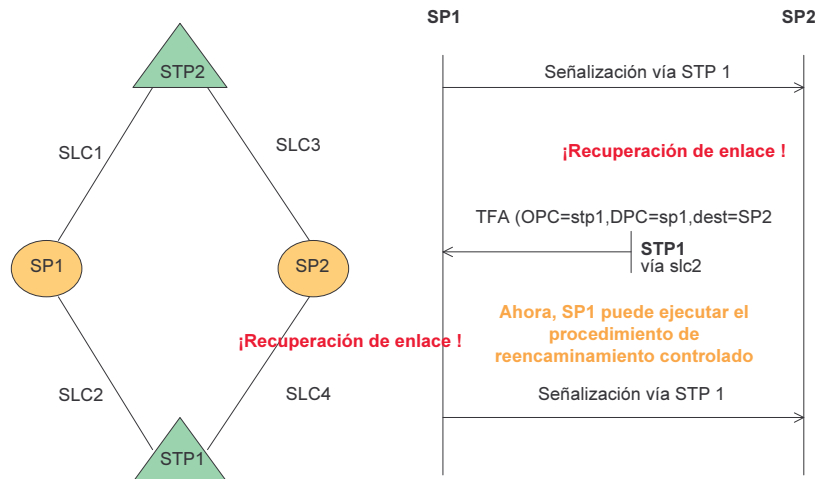 STP2
SLC1
SLC3
SP1
SP2
¡Recuperación de enlace !
SLC2
SLC4
STP1
SP1
SP2
Señalización vía STP 1
¡Recuperación de enlace !
TFA (OPC=stp1,DPC=sp1,dest=SP2
STP1
vía slc2
Ahora, SP1 puede ejecutar el
procedimiento de
reencaminamiento controlado
Señalización vía STP 1